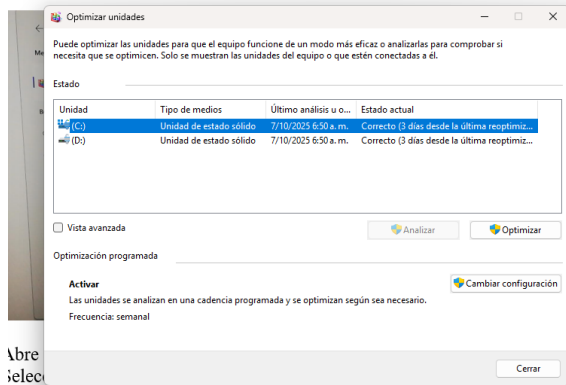 Optimizar unidades
Puede optimizar las unidades para que el equipo funcione de un modo más eficaz o analizarlas para comprobar si
necesita que se optimicen. Solo se muestran las unidades del equipo o que estén conectadas a él.
Estado
Unidad Tipo de medios Último análisis u o... Estado actual
(C:) Unidad de estado sólido 7/10/2025 6:50 a. m. Correcto (3 días desde la última reoptimiz...
(D:) Unidad de estado sólido 7/10/2025 6:50 a. m. Correcto (3 días desde la última reoptimiz...
Vista avanzada
Analizar
Optimizar
Optimización programada
Activar
Cambiar configuración
Las unidades se analizan en una cadencia programada y se optimizan según sea necesario.
Frecuencia: semanal
Abre
Selec
Cerrar